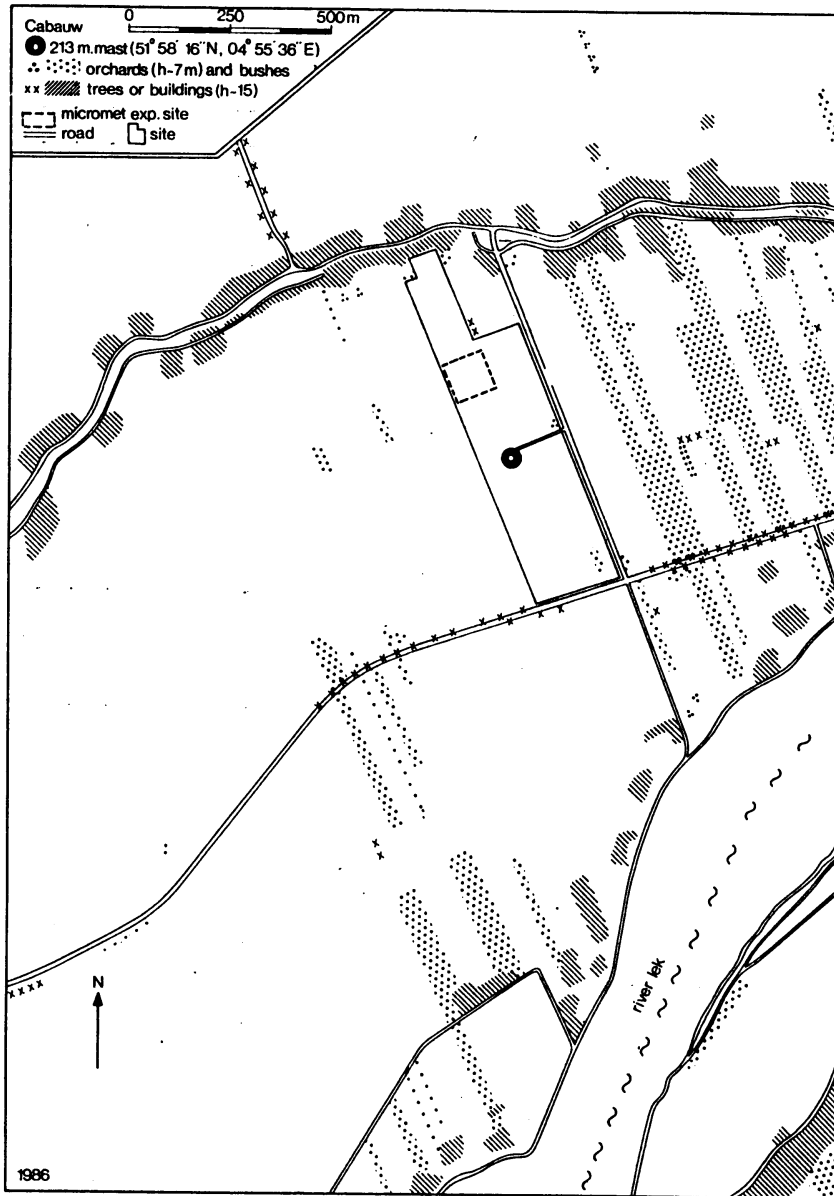 Cabauw
0 250 500m
213 m.mast (51° 58' 16"N, 04° 55' 36"E)
orchards (h~7m) and bushes
xx trees or buildings (h~15)
micromet exp. site
road site
river lek
N
1986